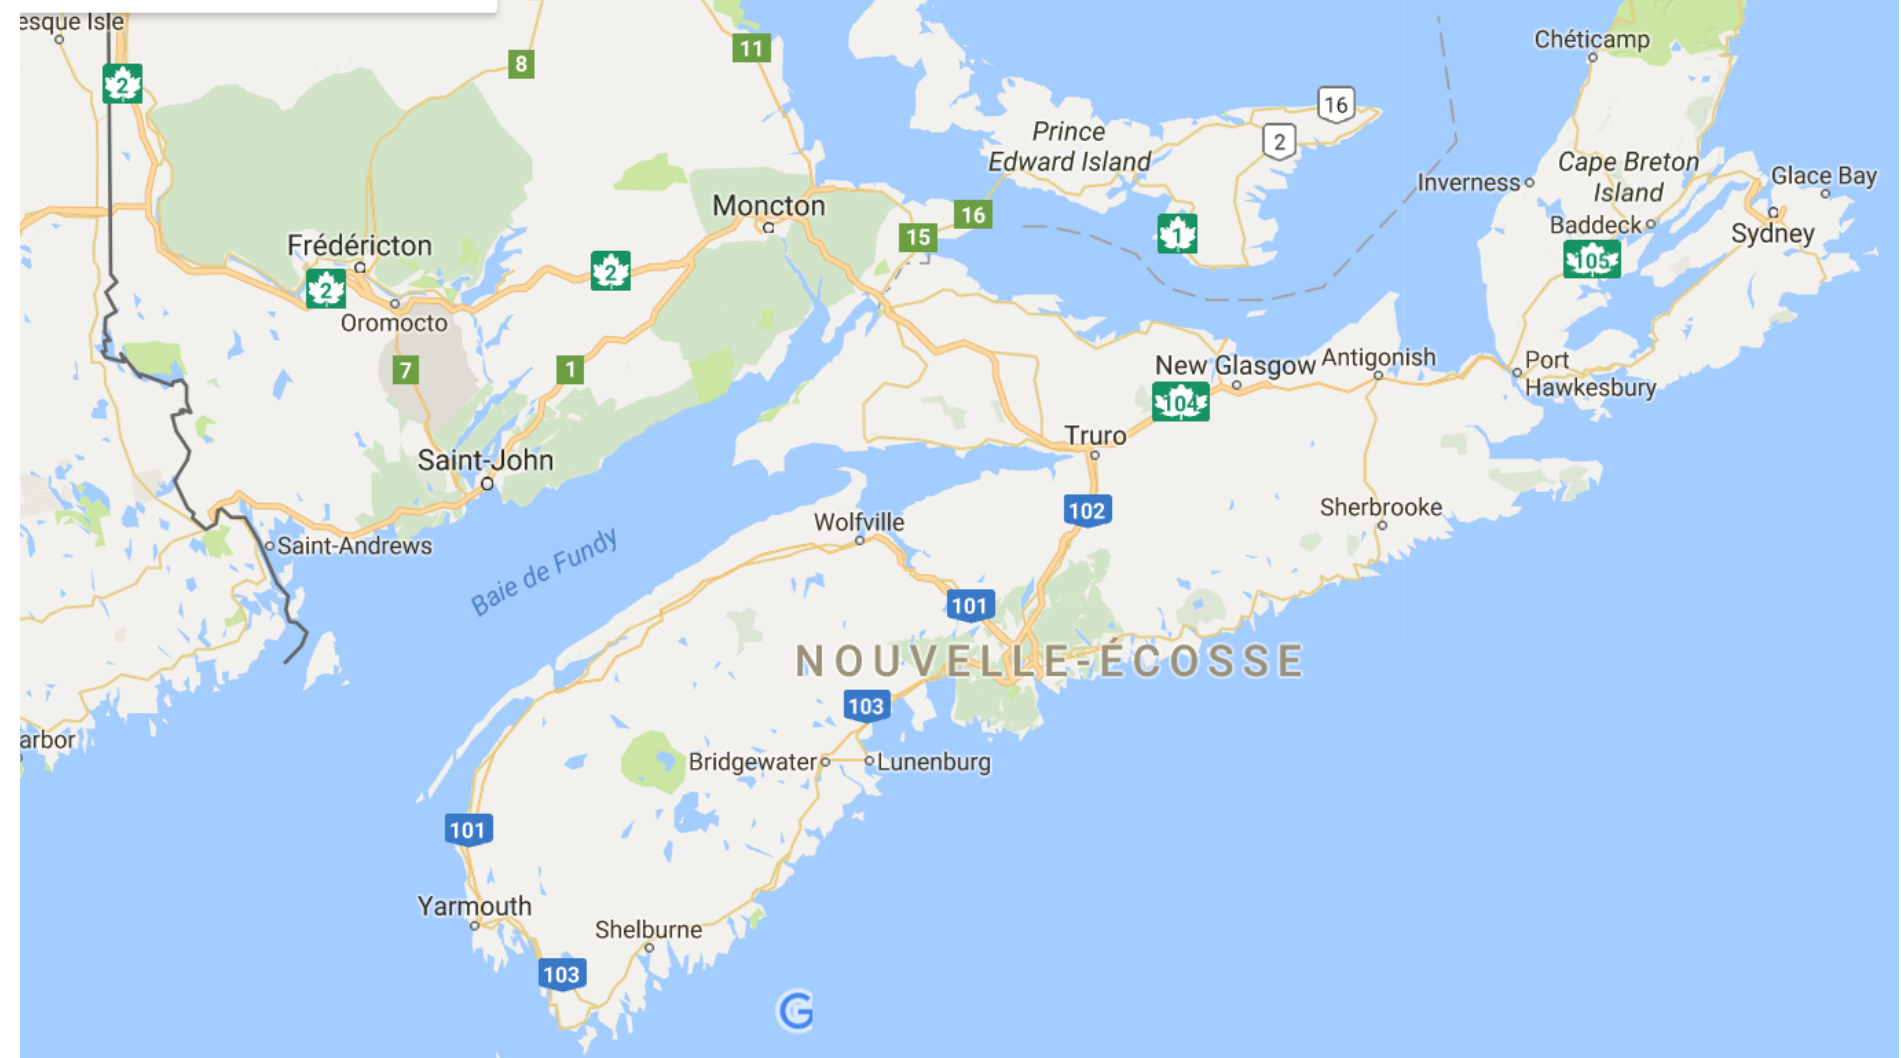 esque Isle
2
8
11
Chéticamp
16
2
Prince
Edward Island
Cape Breton
Island
Inverness
Glace Bay
Baddeck
Sydney
105
Moncton
16
15
1
Frédéricton
2
2
Oromocto
7
1
New Glasgow
Antigonish
Port
Hawkesbury
104
Truro
Saint-John
102
Sherbrooke
Wolfville
Saint-Andrews
Baie de Fundy
101
NOUVELLE-ÉCOSSE
103
arbor
Bridgewater
Lunenburg
101
Yarmouth
Shelburne
103
G